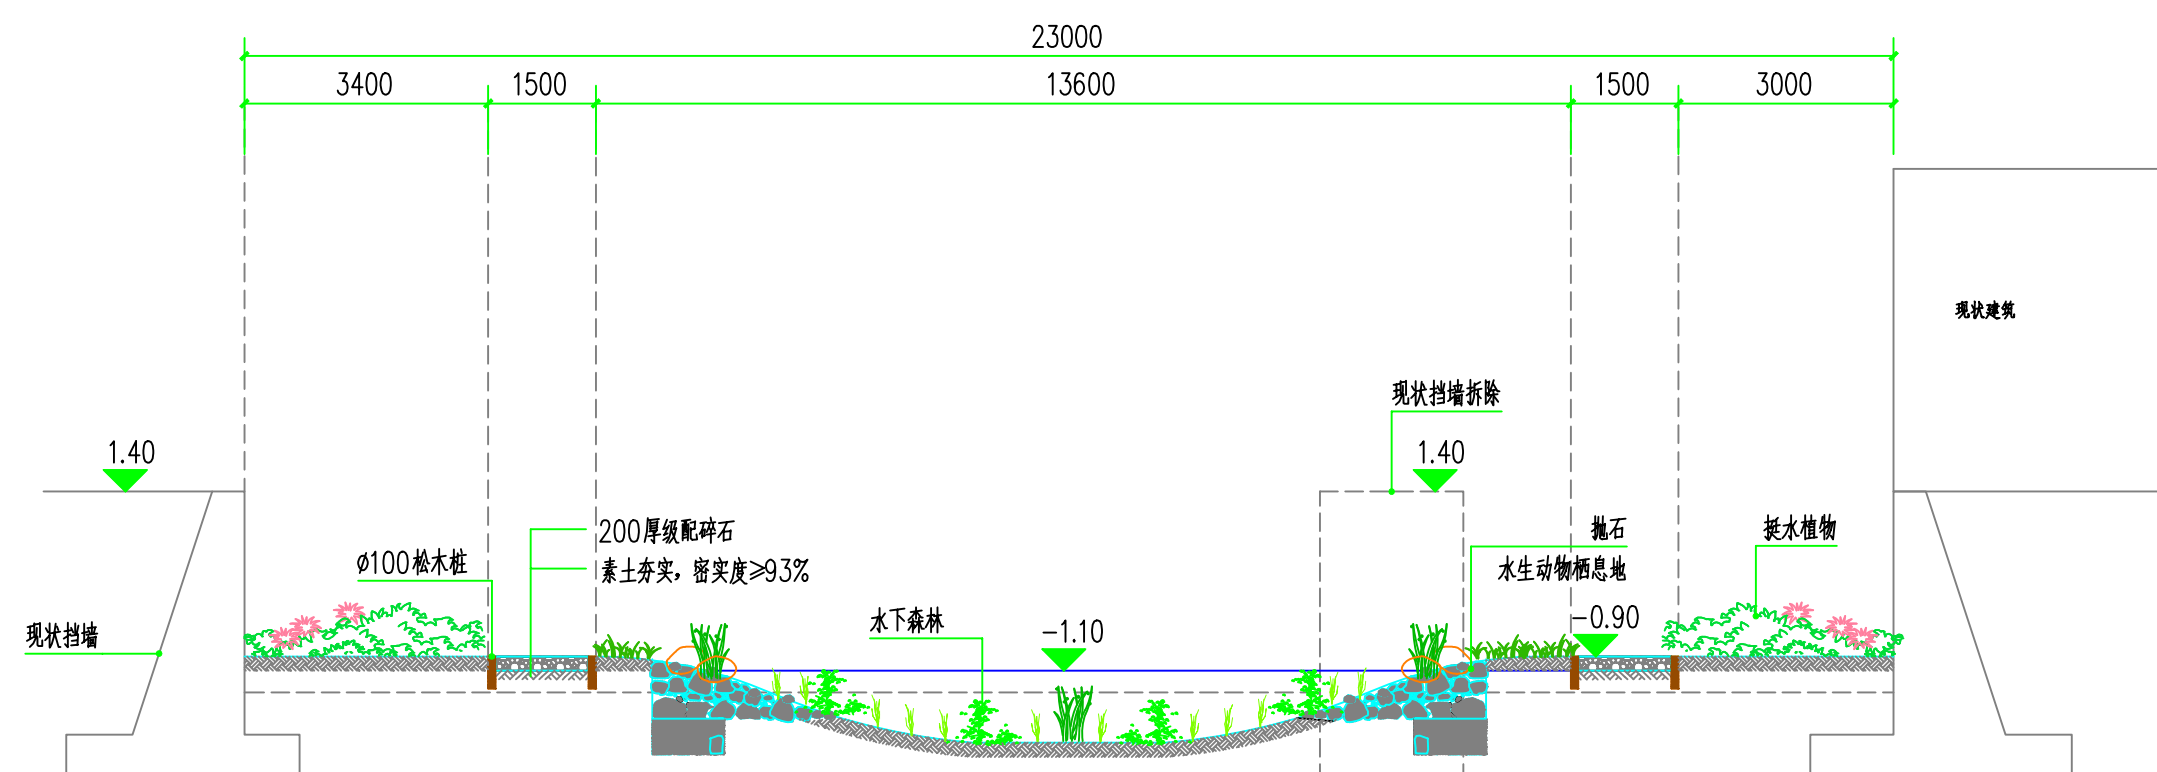 23000
3400
1500
13600
1500
3000
现状建筑
现状挡墙拆除
1.40
1.40
200厚级配碎石
素土夯实，密实度≥93%
抛石
水生动物栖息地
挺水植物
ø100松木桩
水下森林
-1.10
-0.90
现状挡墙